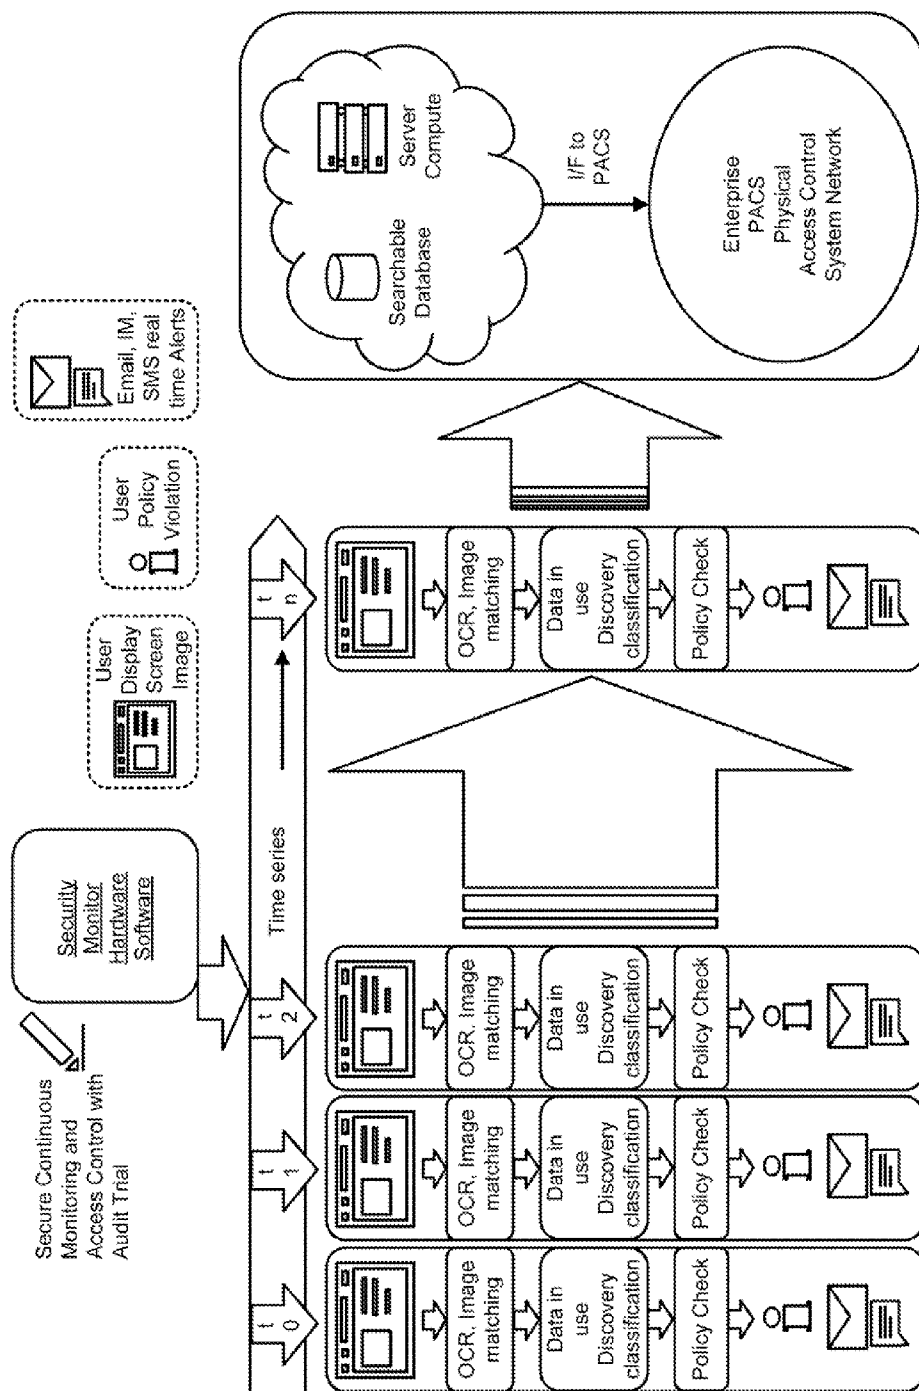 Secure Continuous
Monitoring and
Access Control with
Audit Trial
Security
Monitor
Hardware
Software
User
Display
Screen
Image
User
Policy
Violation
Email, IM,
SMS real
time Alerts
t
0
t
1
t
2
Time series
t
n
OCR, Image
matching
Data in
use
Discovery
classification
Policy Check
OCR, Image
matching
Data in
use
Discovery
classification
Policy Check
OCR, Image
matching
Data in
use
Discovery
classification
Policy Check
OCR, Image
matching
Data in
use
Discovery
classification
Policy Check
Searchable
Database
Server
Compute
I/F to
PACS
Enterprise
PACS
Physical
Access Control
System Network